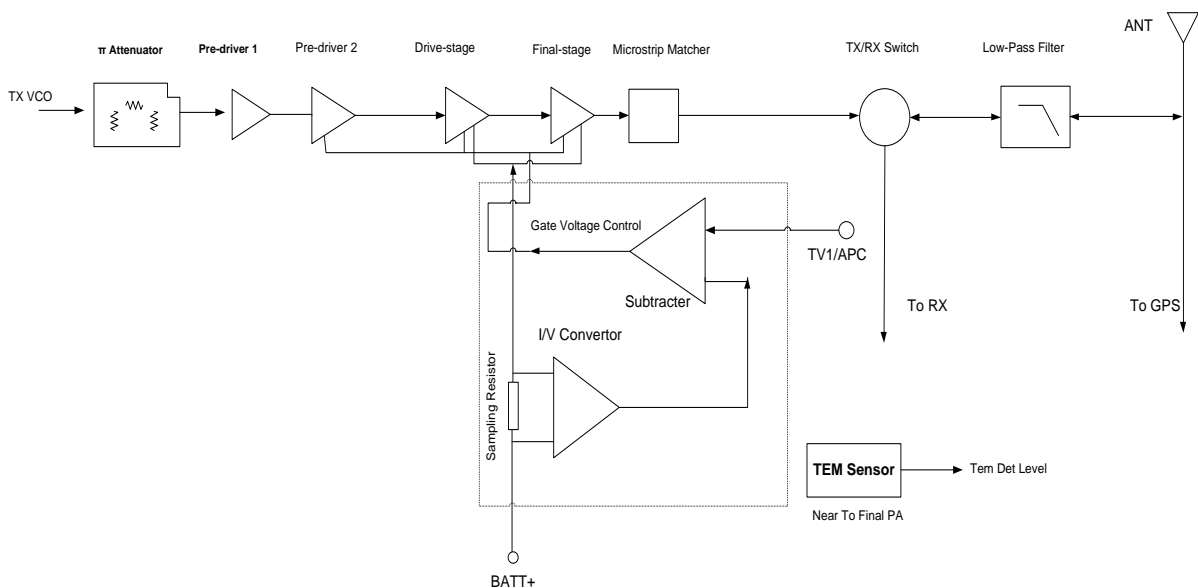 ANT
π Attenuator
Pre-driver 1
Pre-driver 2
Drive-stage
Final-stage
Microstrip Matcher
TX/RX Switch
Low-Pass Filter
TX VCO
Gate Voltage Control
TV1/APC
Subtracter
To RX
To GPS
I/V Convertor
Sampling Resistor
TEM Sensor
Tem Det Level
Near To Final PA
BATT+